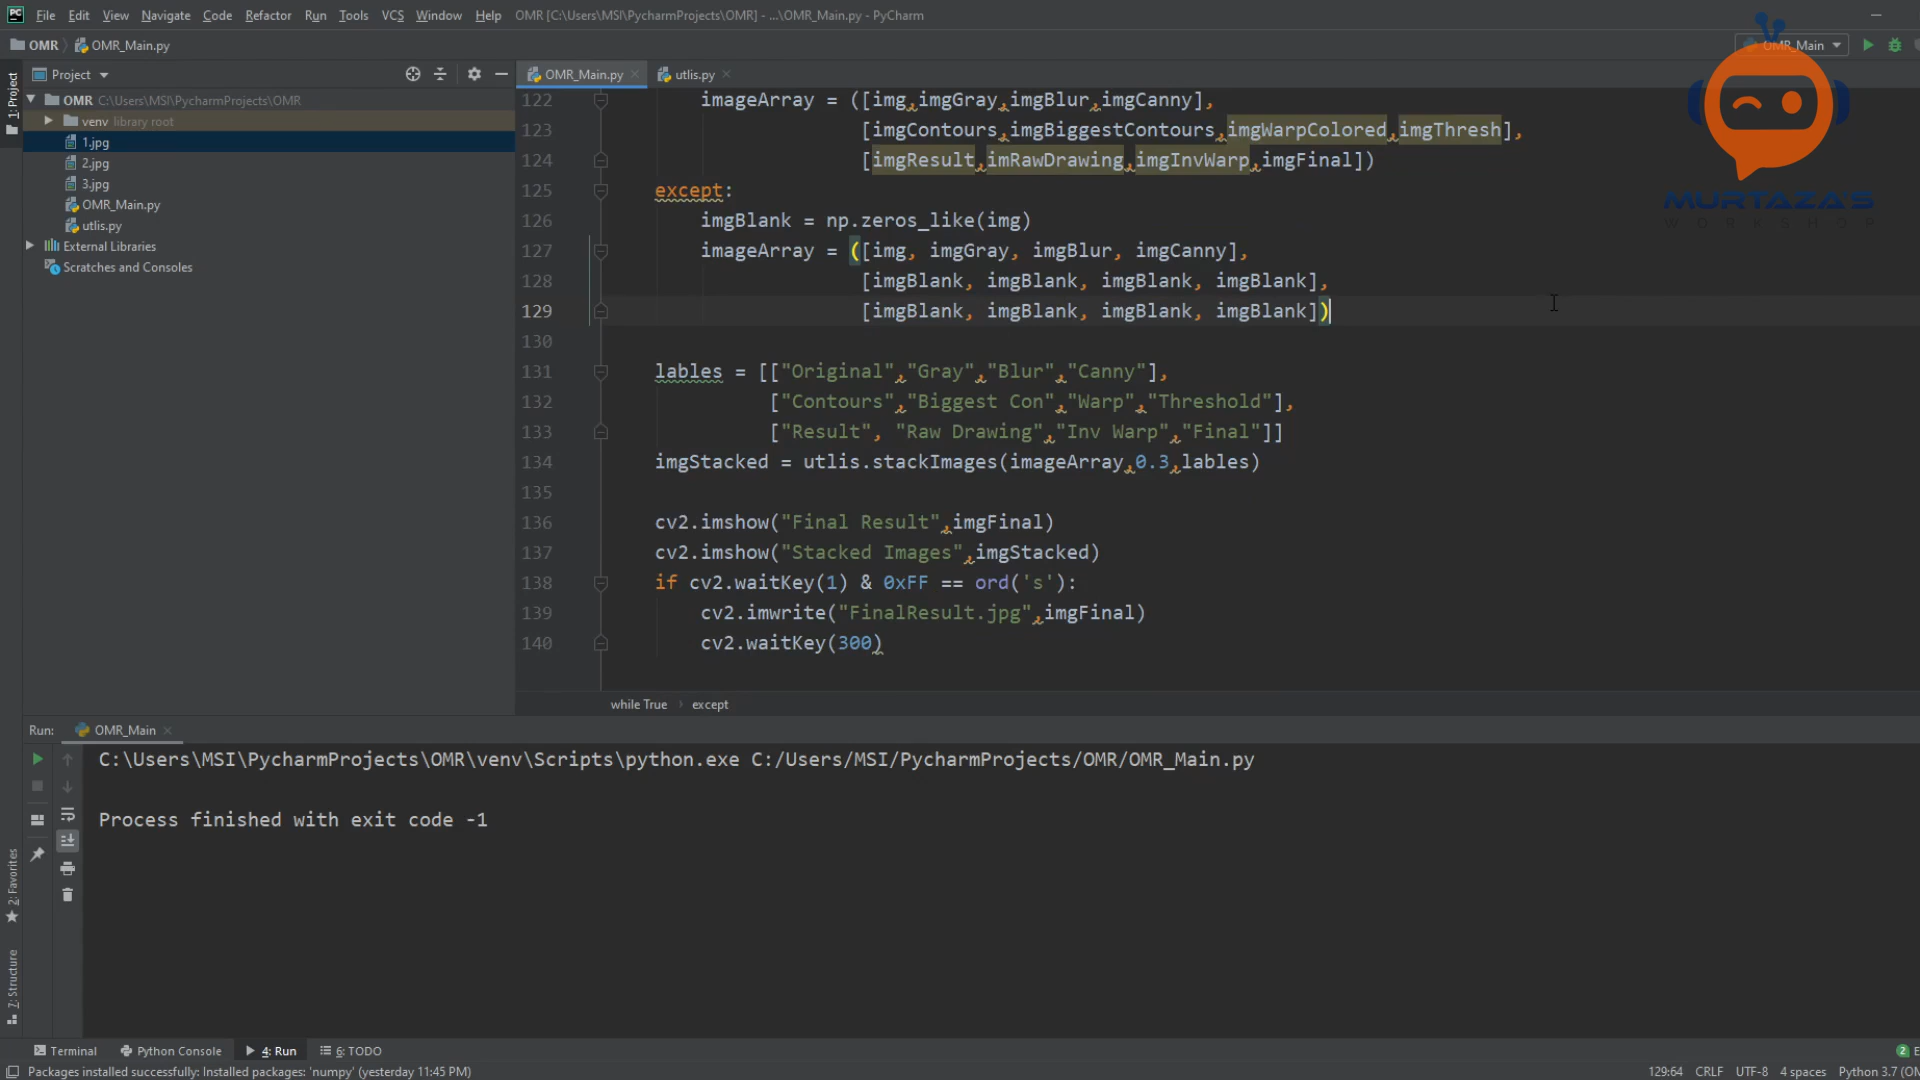 File Edit View Navigate Code Refactor Run Tools VCS Window Help OMR [C:\Users\MSI\PycharmProjects\OMR] - ...\OMR_Main.py - PyCharm
OMR OMR_Main.py
OMR_Main
1: Project
Project
OMR_Main.py
utlis.py
OMR C:\Users\MSI\PycharmProjects\OMR
venv library root
1.jpg
2.jpg
3.jpg
OMR_Main.py
utlis.py
External Libraries
Scratches and Consoles
122 imageArray = ([img,imgGray,imgBlur,imgCanny],
123 [imgContours,imgBiggestContours,imgWarpColored,imgThresh],
124 [imgResult,imRawDrawing,imgInvWarp,imgFinal])
125 except:
126 imgBlank = np.zeros_like(img)
127 imageArray = ([img, imgGray, imgBlur, imgCanny],
128 [imgBlank, imgBlank, imgBlank, imgBlank],
129 [imgBlank, imgBlank, imgBlank, imgBlank])
130
131 lables = [["Original","Gray","Blur","Canny"],
132 ["Contours","Biggest Con","Warp","Threshold"],
133 ["Result", "Raw Drawing","Inv Warp","Final"]]
134 imgStacked = utlis.stackImages(imageArray,0.3,lables)
135
136 cv2.imshow("Final Result",imgFinal)
137 cv2.imshow("Stacked Images",imgStacked)
138 if cv2.waitKey(1) & 0xFF == ord('s'):
139 cv2.imwrite("FinalResult.jpg",imgFinal)
140 cv2.waitKey(300)
MURTAZA'S
WORKSHOP
while True except
Run: OMR_Main
C:\Users\MSI\PycharmProjects\OMR\venv\Scripts\python.exe C:/Users/MSI/PycharmProjects/OMR/OMR_Main.py
Process finished with exit code -1
2: Favorites
7: Structure
Terminal Python Console 4: Run 6: TODO
2
Packages installed successfully: Installed packages: 'numpy' (yesterday 11:45 PM)
129:64 CRLF UTF-8 4 spaces Python 3.7 (OM